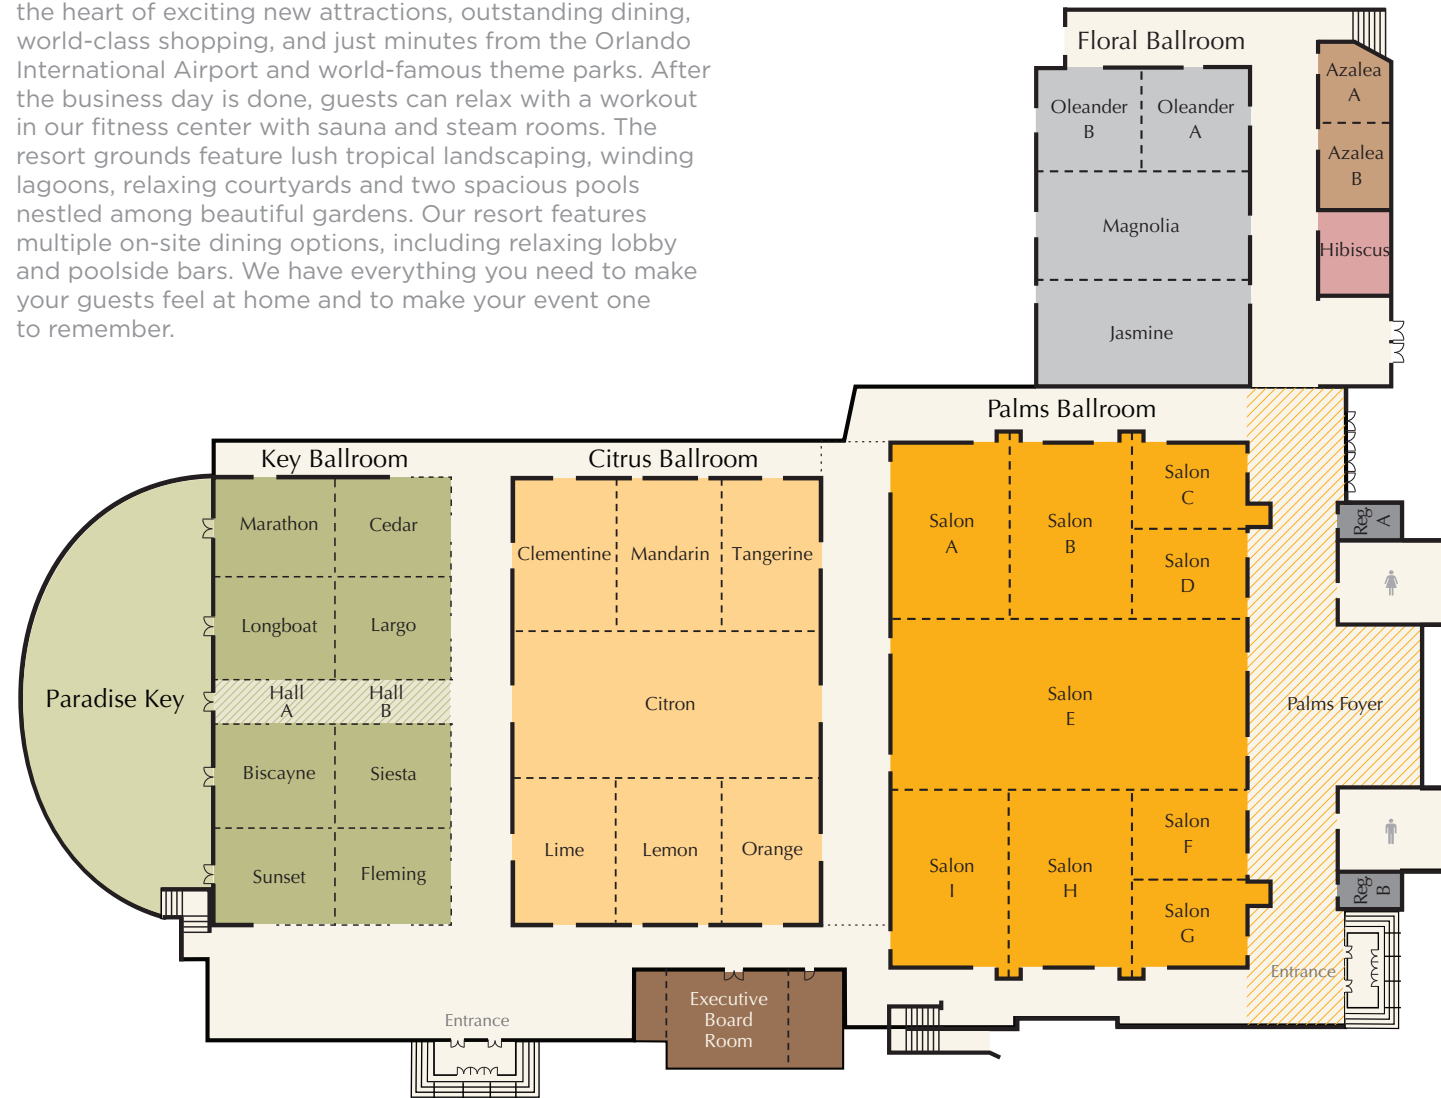 the heart of exciting new attractions, outstanding dining,
world-class shopping, and just minutes from the Orlando
International Airport and world-famous theme parks. After
the business day is done, guests can relax with a workout
in our fitness center with sauna and steam rooms. The
resort grounds feature lush tropical landscaping, winding
lagoons, relaxing courtyards and two spacious pools
nestled among beautiful gardens. Our resort features
multiple on-site dining options, including relaxing lobby
and poolside bars. We have everything you need to make
your guests feel at home and to make your event one
to remember.
Floral Ballroom
Oleander
B
Oleander
A
Magnolia
Jasmine
Azalea
A
Azalea
B
Hibiscus
Key Ballroom
Marathon
Cedar
Longboat
Largo
Hall
A
Hall
B
Biscayne
Siesta
Sunset
Fleming
Paradise Key
Citrus Ballroom
Clementine
Mandarin
Tangerine
Citron
Lime
Lemon
Orange
Palms Ballroom
Salon
A
Salon
B
Salon
C
Salon
D
Salon
E
Salon
F
Salon
G
Salon
H
Salon
I
Reg
A
Palms Foyer
Reg
B
Entrance
Executive
Board
Room
Entrance